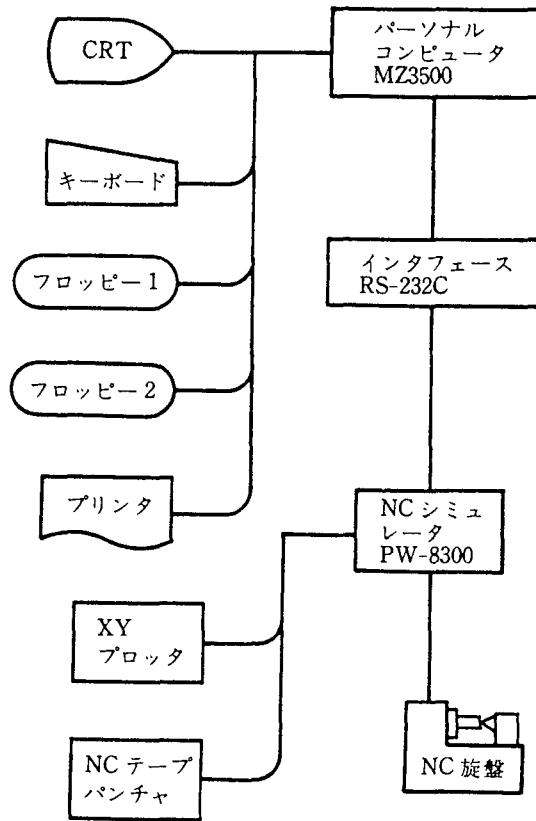 CRT
パーソナル
コンピュータ
MZ3500
キーボード
インタフェース
RS-232C
フロッピー1
フロッピー2
プリンタ
NCシミュ
レータ
PW-8300
XY
プロッタ
NCテープ
パンチャ
NC旋盤